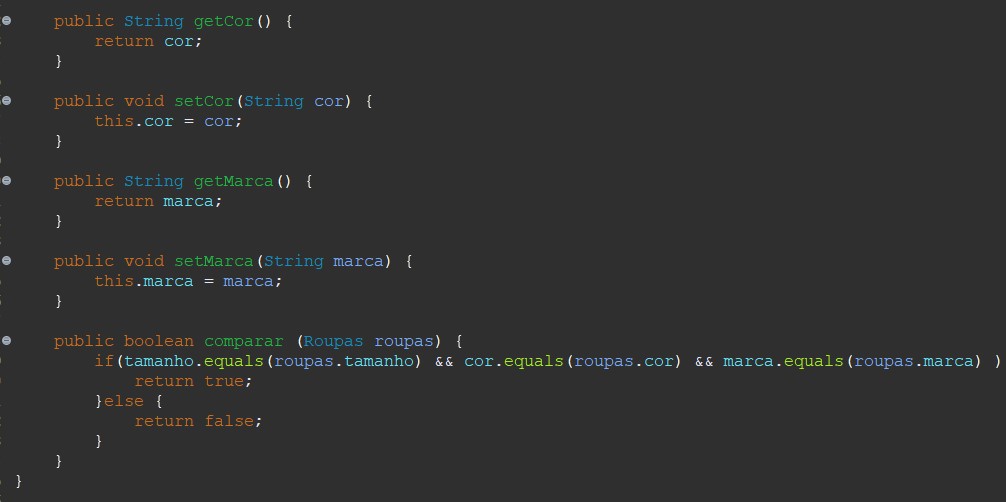 public String getCor() {
return cor;
}
public void setCor(String cor) {
this.cor = cor;
}
public String getMarca() {
return marca;
}
public void setMarca(String marca) {
this.marca = marca;
}
public boolean comparar (Roupas roupas) {
if(tamanho.equals(roupas.tamanho) && cor.equals(roupas.cor) && marca.equals(roupas.marca) )
return true;
}else {
return false;
}
}
}